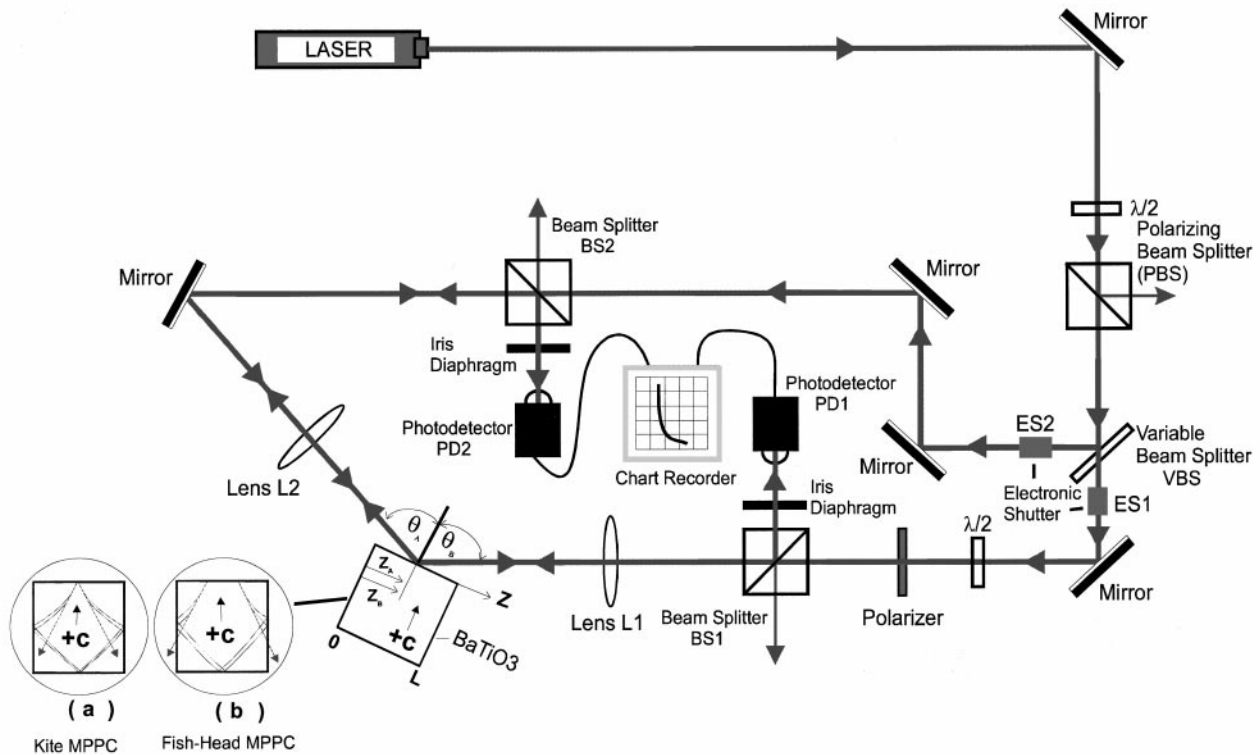 LASER
Mirror
λ/2
Polarizing
Beam Splitter
(PBS)
Beam Splitter
BS2
Mirror
Mirror
Iris
Diaphragm
Photodetector
PD1
Photodetector
PD2
Chart Recorder
ES2
Variable
Beam Splitter
VBS
Mirror
Electronic
Shutter
ES1
Lens L2
Iris
Diaphragm
λ/2
θA
θB
ZA
ZB
Z
+c
0
L
BaTiO3
Lens L1
Beam Splitter
BS1
Polarizer
Mirror
+c
+c
(a)
(b)
Kite MPPC
Fish-Head MPPC